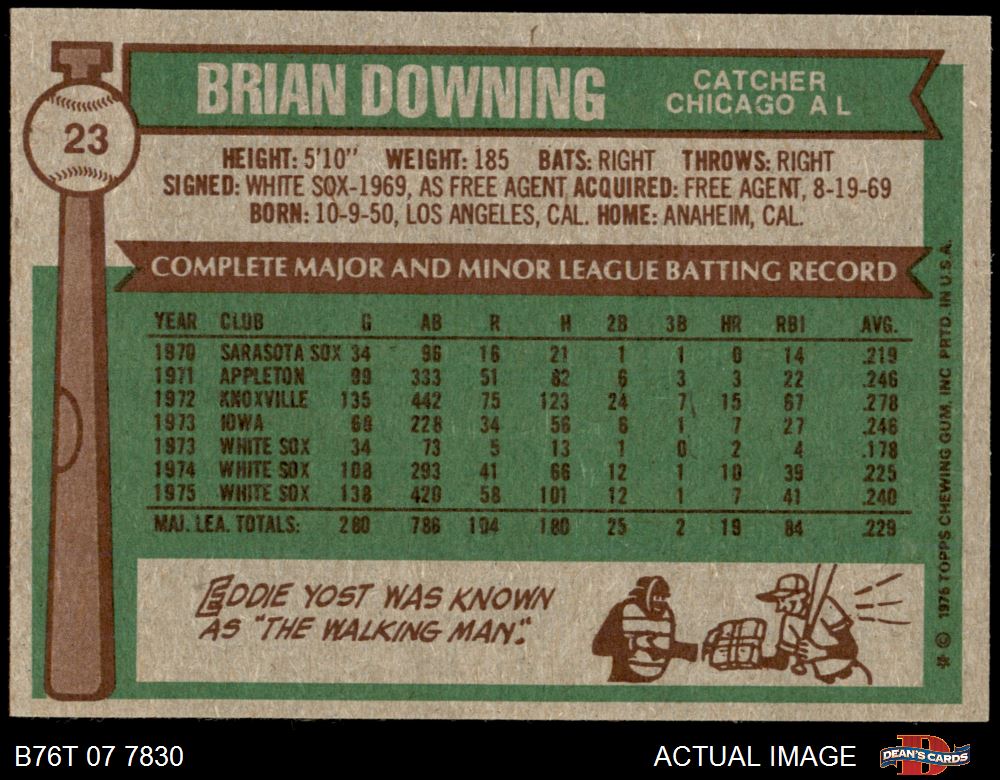 BRIAN DOWNING
CATCHER
CHICAGO A L
23
HEIGHT: 5'10" WEIGHT: 185 BATS: RIGHT THROWS: RIGHT
SIGNED: WHITE SOX-1969, AS FREE AGENT ACQUIRED: FREE AGENT, 8-19-69
BORN: 10-9-50, LOS ANGELES, CAL. HOME: ANAHEIM, CAL.
COMPLETE MAJOR AND MINOR LEAGUE BATTING RECORD
YEAR CLUB G AB R H 2B 3B HR RBI AVG.
1970 SARASOTA SOX 34 96 16 21 1 1 0 14 .219
1971 APPLETON 99 333 51 82 6 3 3 22 .246
1972 KNOXVILLE 135 442 75 123 24 7 15 67 .278
1973 IOWA 68 228 34 56 6 1 7 27 .246
1973 WHITE SOX 34 73 5 13 1 0 2 4 .178
1974 WHITE SOX 108 293 41 66 12 1 10 39 .225
1975 WHITE SOX 138 420 58 101 12 1 7 41 .240
MAJ. LEA. TOTALS: 280 786 104 180 25 2 19 84 .229
EDDIE YOST WAS KNOWN
AS "THE WALKING MAN."
✻ © 1976 TOPPS CHEWING GUM, INC PRTD. IN U.S.A.
B76T 07 7830
ACTUAL IMAGE
DEAN'S CARDS